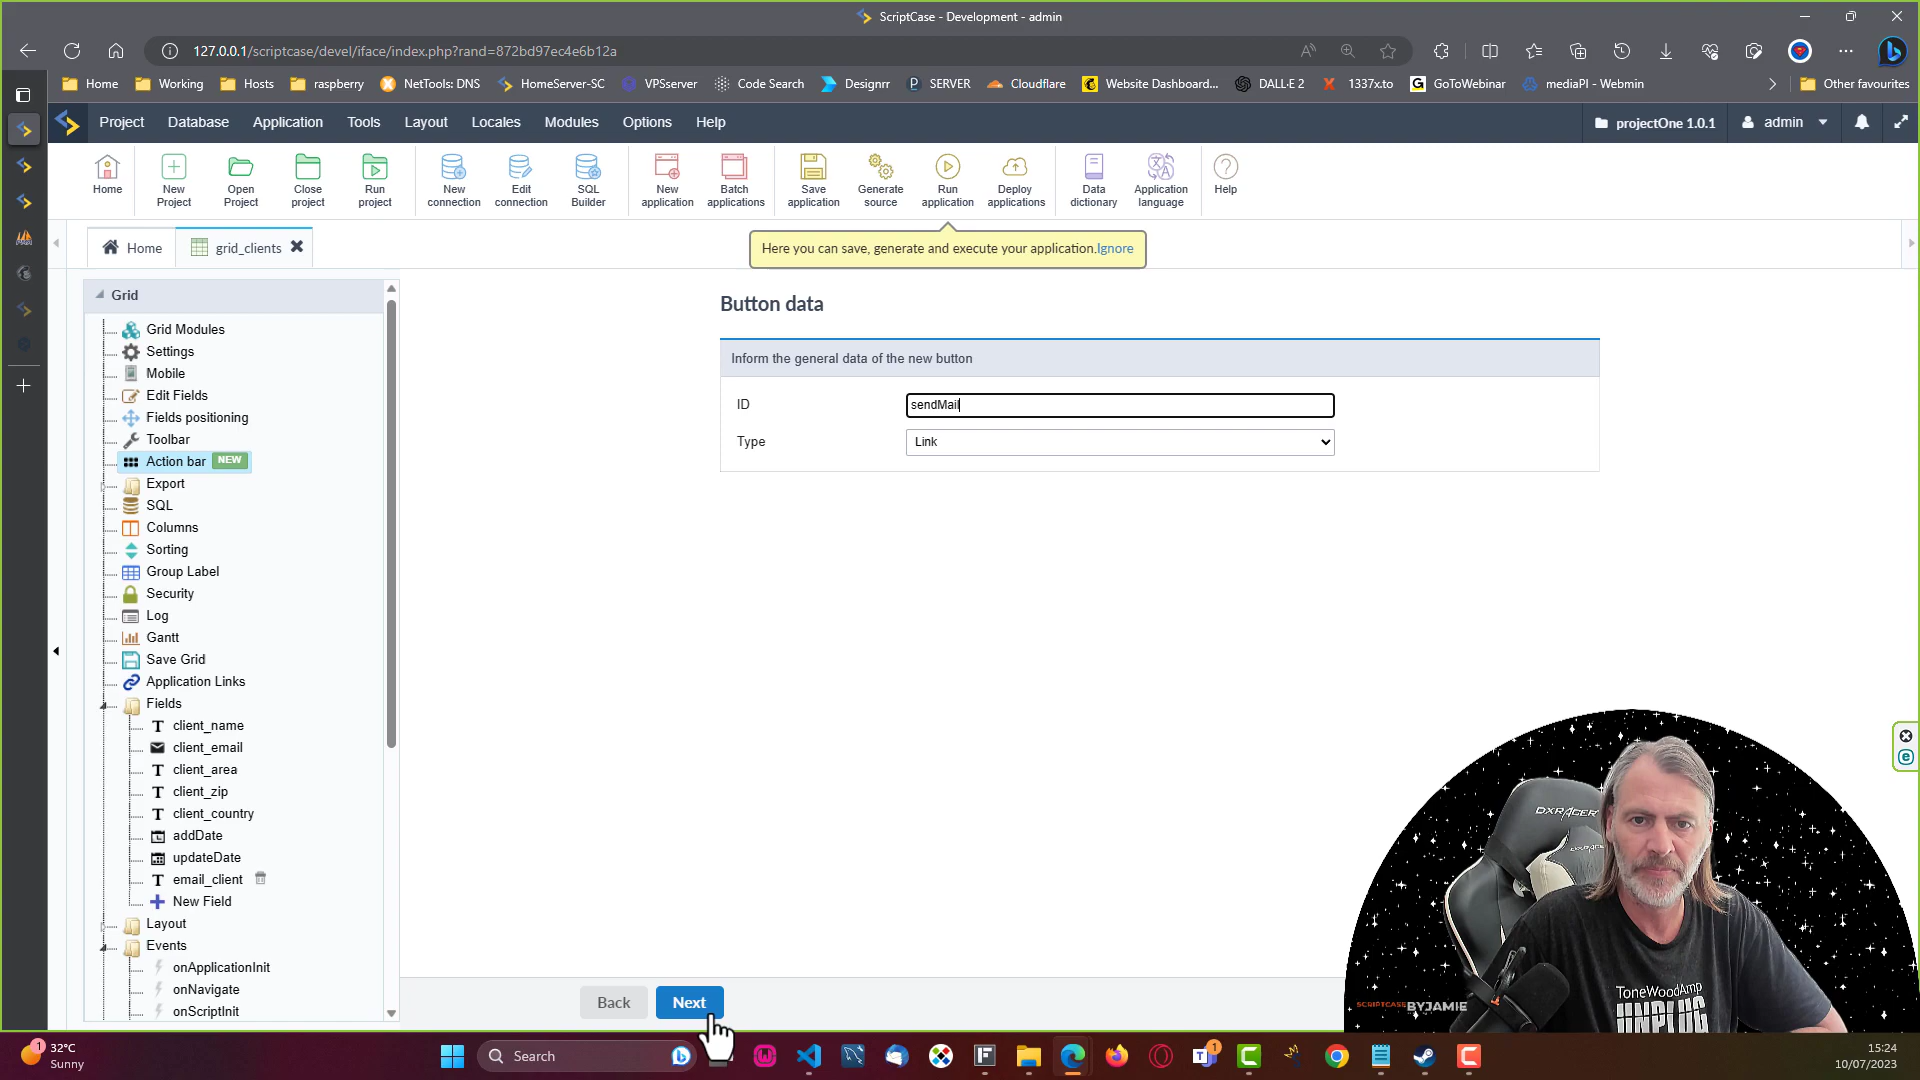 ScriptCase - Development - admin
127.0.0.1/scriptcase/devel/iface/index.php?rand=872bd97ec4e6b12a
Home
Working
Hosts
raspberry
NetTools: DNS
HomeServer-SC
VPSserver
Code Search
Designrr
SERVER
Cloudflare
Website Dashboard...
DALL·E 2
1337x.to
GoToWebinar
mediaPI - Webmin
Other favourites
Project
Database
Application
Tools
Layout
Locales
Modules
Options
Help
projectOne 1.0.1
admin
Home
New Project
Open Project
Close project
Run project
New connection
Edit connection
SQL Builder
New application
Batch applications
Save application
Generate source
Run application
Deploy applications
Data dictionary
Application language
Help
Home
grid_clients
Here you can save, generate and execute your application.Ignore
Grid
Grid Modules
Settings
Mobile
Edit Fields
Fields positioning
Toolbar
Action bar NEW
Export
SQL
Columns
Sorting
Group Label
Security
Log
Gantt
Save Grid
Application Links
Fields
client_name
client_email
client_area
client_zip
client_country
addDate
updateDate
email_client
New Field
Layout
Events
onApplicationInit
onNavigate
onScriptInit
Button data
Inform the general data of the new button
ID
sendMail
Type
Link
Back
Next
DXRACER
ToneWoodAmp
UNPLUG
SCRIPTCASEBYJAMIE
1
32°C
Sunny
Search
1
15:24
10/07/2023